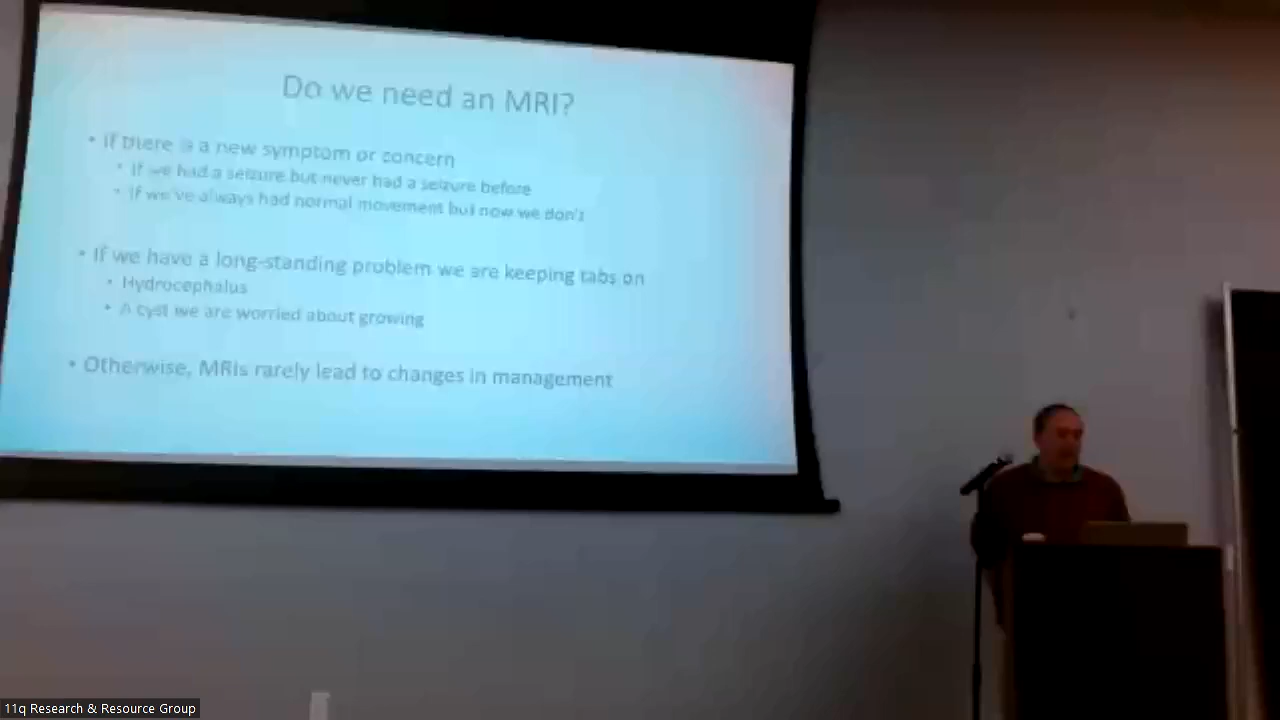 Do we need an MRI?
• If there is a new symptom or concern
• If we had a seizure but never had a seizure before
• If we've always had normal movement but now we don't
• If we have a long-standing problem we are keeping tabs on
• Hydrocephalus
• A cyst we are worried about growing
• Otherwise, MRIs rarely lead to changes in management
11q Research & Resource Group